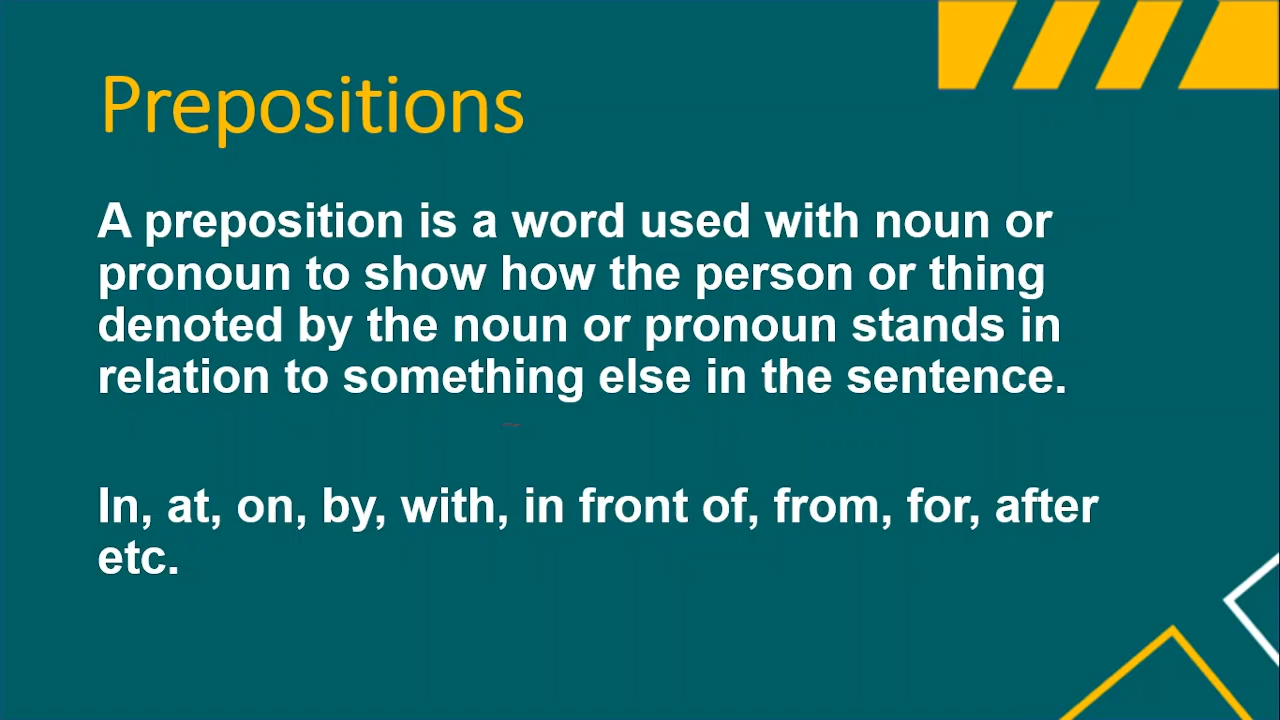 Prepositions
A preposition is a word used with noun or
pronoun to show how the person or thing
denoted by the noun or pronoun stands in
relation to something else in the sentence.
In, at, on, by, with, in front of, from, for, after
etc.